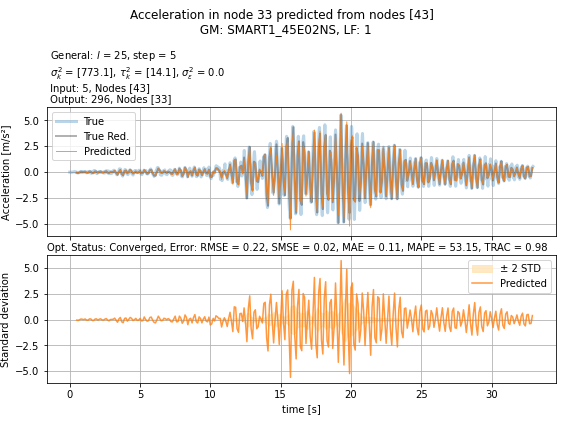 Acceleration in node 33 predicted from nodes [43]
GM: SMART1_45E02NS, LF: 1
General: l = 25, step = 5
σ²ₖ = [773.1], τ²ₖ = [14.1], σ²ε = 0.0
Input: 5, Nodes [43]
Output: 296, Nodes [33]
5.0
2.5
0.0
−2.5
−5.0
Acceleration [m/s²]
True
True Red.
Predicted
Opt. Status: Converged, Error: RMSE = 0.22, SMSE = 0.02, MAE = 0.11, MAPE = 53.15, TRAC = 0.98
5.0
2.5
0.0
−2.5
−5.0
Standard deviation
± 2 STD
Predicted
0 5 10 15 20 25 30
time [s]